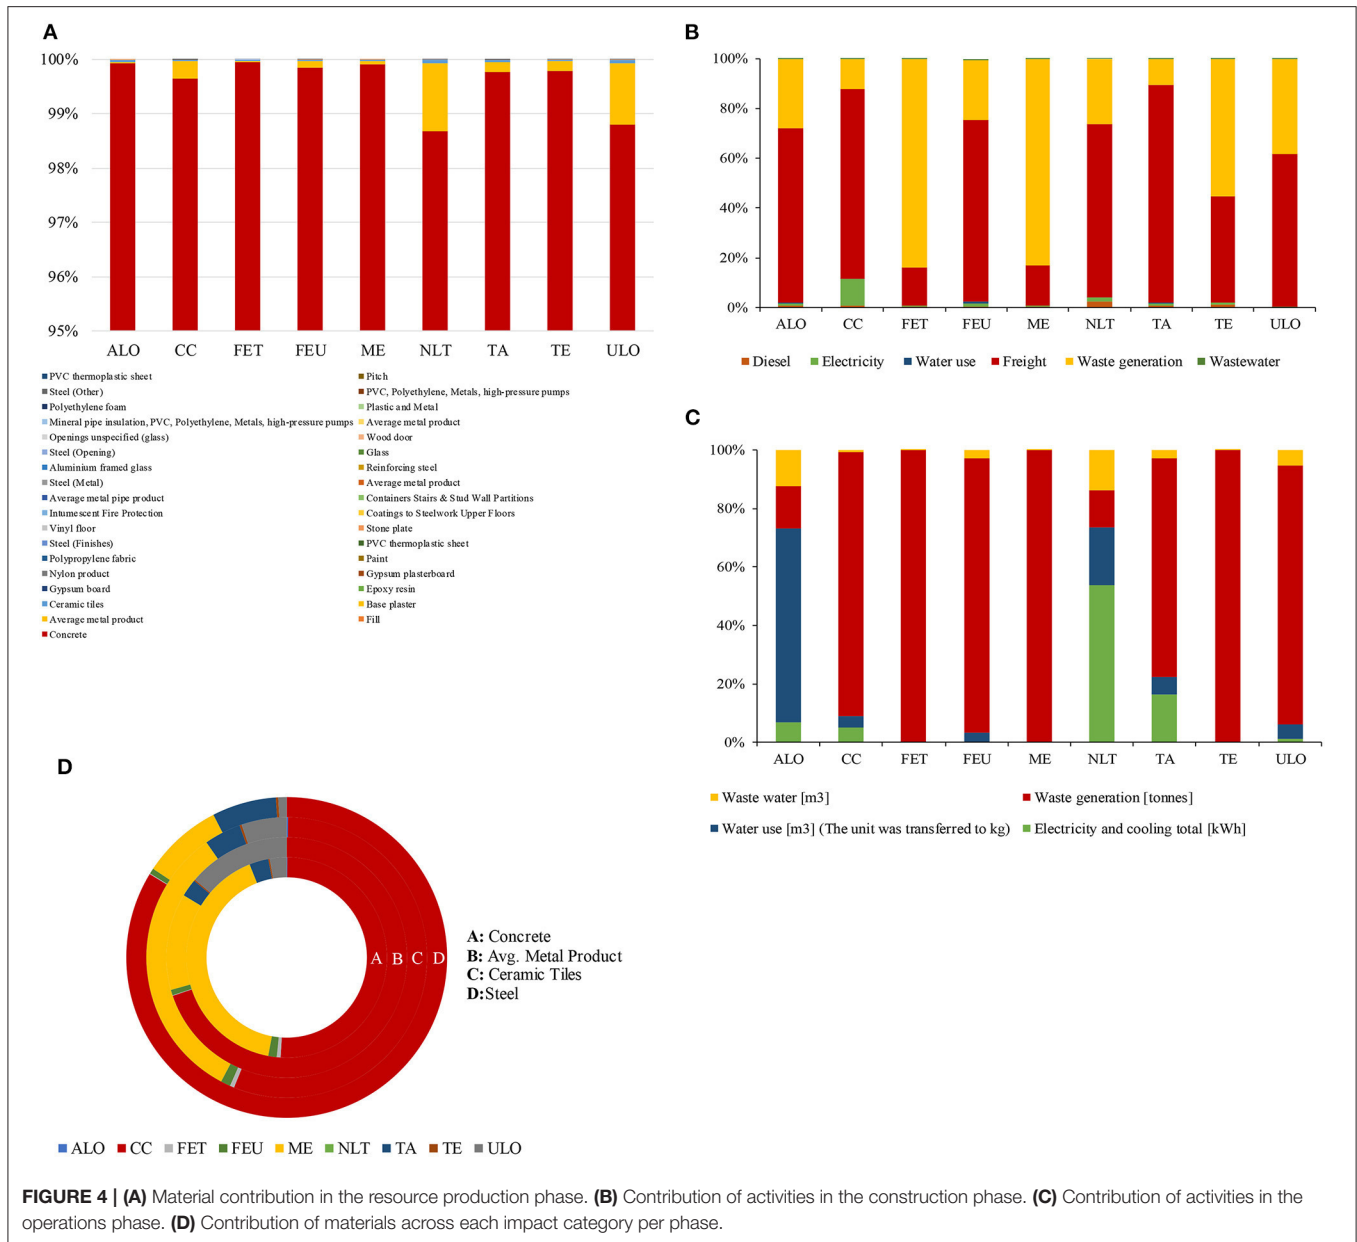 A
100%
99%
98%
97%
96%
95%
ALO CC FET FEU ME NLT TA TE ULO
PVC thermoplastic sheet
Steel (Other)
Polyethylene foam
Mineral pipe insulation, PVC, Polyethylene, Metals, high-pressure pumps
Openings unspecified (glass)
Steel (Opening)
Aluminium framed glass
Steel (Metal)
Average metal pipe product
Intumescent Fire Protection
Vinyl floor
Steel (Finishes)
Polypropylene fabric
Nylon product
Gypsum board
Ceramic tiles
Average metal product
Concrete
Pitch
PVC, Polyethylene, Metals, high-pressure pumps
Plastic and Metal
Average metal product
Wood door
Glass
Reinforcing steel
Average metal product
Containers Stairs & Stud Wall Partitions
Coatings to Steelwork Upper Floors
Stone plate
PVC thermoplastic sheet
Paint
Gypsum plasterboard
Epoxy resin
Base plaster
Fill
B
100%
80%
60%
40%
20%
0%
ALO CC FET FEU ME NLT TA TE ULO
Diesel Electricity Water use Freight Waste generation Wastewater
C
100%
80%
60%
40%
20%
0%
ALO CC FET FEU ME NLT TA TE ULO
Waste water [m3] Waste generation [tonnes]
Water use [m3] (The unit was transferred to kg) Electricity and cooling total [kWh]
D
A B C D
A: Concrete
B: Avg. Metal Product
C: Ceramic Tiles
D:Steel
ALO CC FET FEU ME NLT TA TE ULO
FIGURE 4 | (A) Material contribution in the resource production phase. (B) Contribution of activities in the construction phase. (C) Contribution of activities in the
operations phase. (D) Contribution of materials across each impact category per phase.